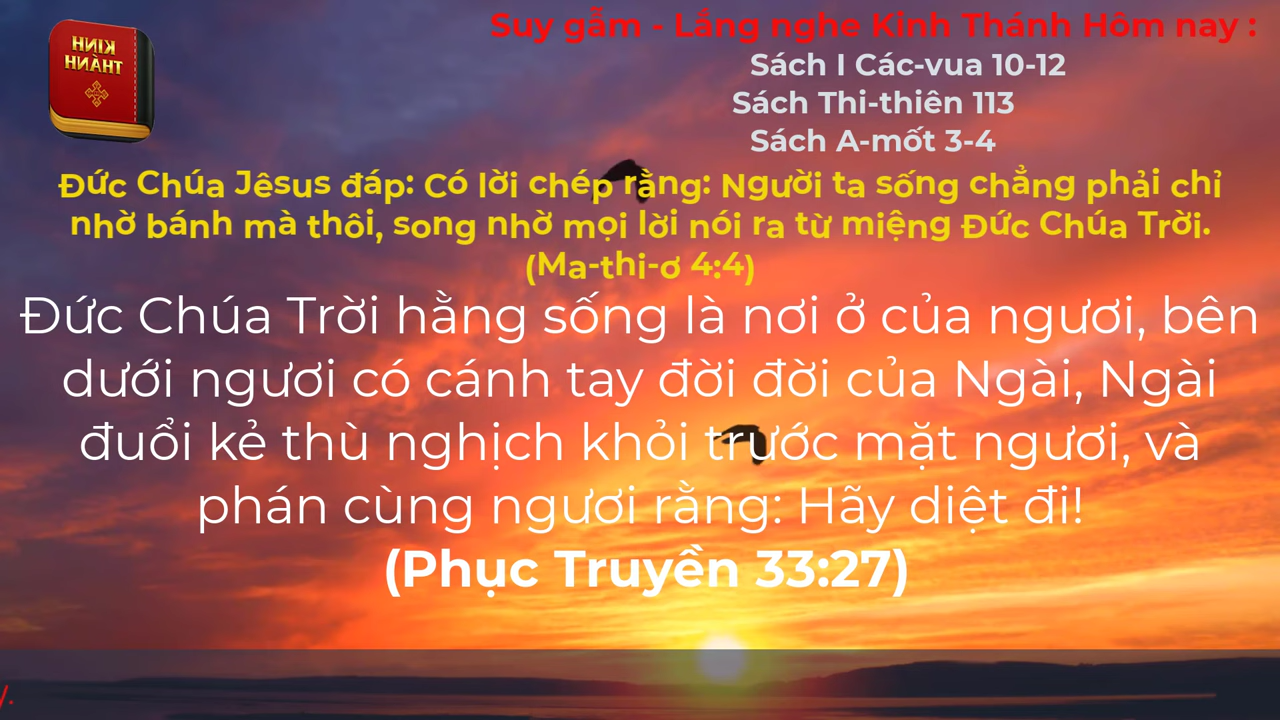 KINH
THÁNH
Suy gẫm - Lắng nghe Kinh Thánh Hôm nay :
Sách I Các-vua 10-12
Sách Thi-thiên 113
Sách A-mốt 3-4
Đức Chúa Jêsus đáp: Có lời chép rằng: Người ta sống chẳng phải chỉ
nhờ bánh mà thôi, song nhờ mọi lời nói ra từ miệng Đức Chúa Trời.
(Ma-thi-ơ 4:4)
Đức Chúa Trời hằng sống là nơi ở của ngươi, bên
dưới ngươi có cánh tay đời đời của Ngài, Ngài
đuổi kẻ thù nghịch khỏi trước mặt ngươi, và
phán cùng ngươi rằng: Hãy diệt đi!
(Phục Truyền 33:27)